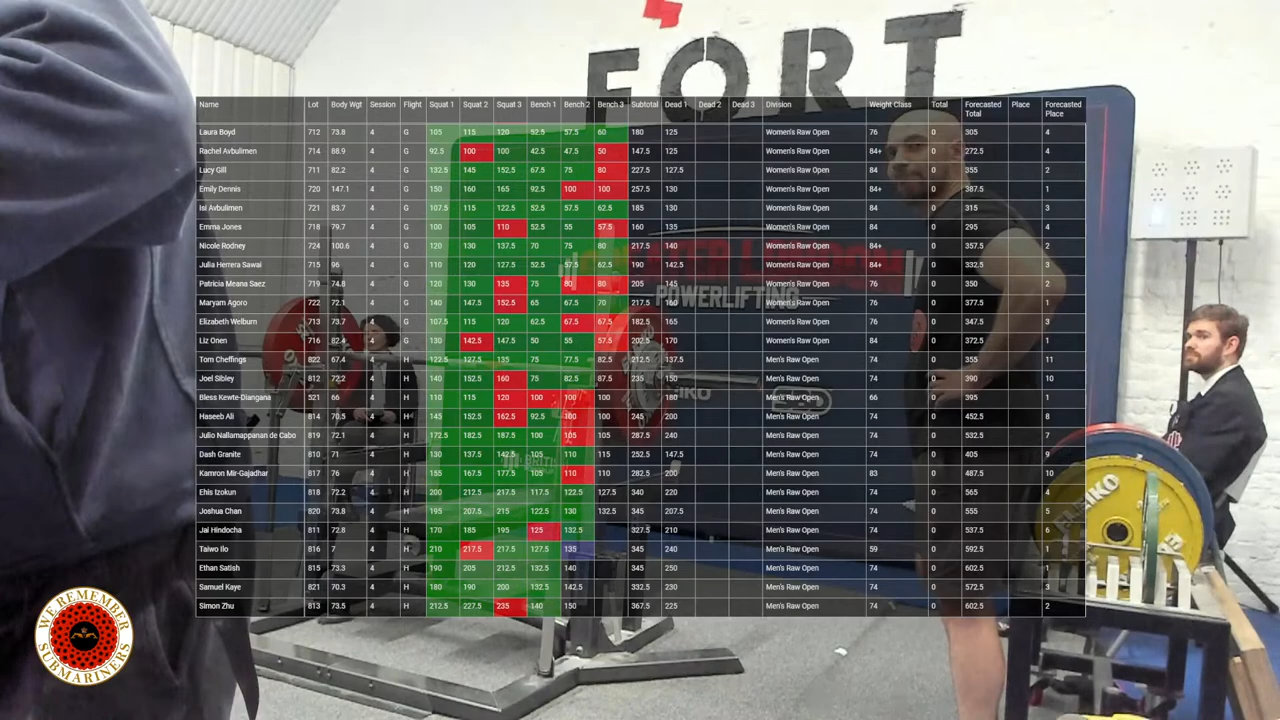 FORT
Name Lot Body Wgt Session Flight Squat 1 Squat 2 Squat 3 Bench 1 Bench 2 Bench 3 Subtotal Dead 1 Dead 2 Dead 3 Division Weight Class Total Forecasted Total Place Forecasted Place
Laura Boyd 712 73.8 4 G 105 115 120 52.5 57.5 60 180 125 Women's Raw Open 76 0 305 4
Rachel Avbulimen 714 88.9 4 G 92.5 100 100 42.5 47.5 50 147.5 125 Women's Raw Open 84+ 0 272.5 4
Lucy Gill 711 82.2 4 G 132.5 145 152.5 67.5 75 80 227.5 127.5 Women's Raw Open 84 0 355 2
Emily Dennis 720 147.1 4 G 150 160 165 92.5 100 100 257.5 130 Women's Raw Open 84+ 0 387.5 1
Isi Avbulimen 721 83.7 4 G 107.5 115 122.5 52.5 57.5 62.5 185 130 Women's Raw Open 84 0 315 3
Emma Jones 718 79.7 4 G 100 105 110 52.5 55 57.5 160 135 Women's Raw Open 84 0 295 4
Nicole Rodney 724 100.6 4 G 120 130 137.5 70 75 80 217.5 140 Women's Raw Open 84+ 0 357.5 2
Julia Herrera Sawai 715 96 4 G 110 120 127.5 52.5 57.5 62.5 190 142.5 Women's Raw Open 84+ 0 332.5 3
Patricia Meana Saez 719 74.8 4 G 120 130 135 75 80 80 205 145 Women's Raw Open 76 0 350 2
Maryam Agoro 722 72.1 4 G 140 147.5 152.5 65 67.5 70 217.5 160 Women's Raw Open 76 0 377.5 1
Elizabeth Welburn 713 73.7 4 G 107.5 115 120 62.5 67.5 67.5 182.5 165 Women's Raw Open 76 0 347.5 3
Liz Onen 716 82.4 4 G 130 142.5 147.5 50 55 57.5 202.5 170 Women's Raw Open 84 0 372.5 1
Tom Cheffings 822 67.4 4 H 122.5 127.5 135 75 77.5 82.5 212.5 137.5 Men's Raw Open 74 0 355 11
Joel Sibley 812 72.2 4 H 140 152.5 160 75 82.5 87.5 235 150 Men's Raw Open 74 0 390 10
Bless Kewte-Diangana 521 66 4 H 110 115 120 100 100 100 215 180 Men's Raw Open 66 0 395 1
Haseeb Ali 814 70.5 4 H 145 152.5 162.5 92.5 100 100 245 200 Men's Raw Open 74 0 452.5 8
Julio Nallamappanan de Cabo 819 72.1 4 H 172.5 182.5 187.5 100 105 105 287.5 240 Men's Raw Open 74 0 532.5 7
Dash Granite 810 71 4 H 130 137.5 142.5 105 110 115 252.5 147.5 Men's Raw Open 74 0 405 9
Kamron Mir-Gajadhar 817 76 4 H 155 167.5 177.5 105 110 110 282.5 200 Men's Raw Open 83 0 487.5 10
Ehis Izokun 818 72.2 4 H 200 212.5 217.5 117.5 122.5 127.5 340 220 Men's Raw Open 74 0 565 4
Joshua Chan 820 73.8 4 H 195 207.5 215 122.5 130 132.5 345 207.5 Men's Raw Open 74 0 555 5
Jai Hindocha 811 72.8 4 H 170 185 195 125 132.5 327.5 210 Men's Raw Open 74 0 537.5 6
Taiwo Ilo 816 7 4 H 210 217.5 217.5 127.5 135 345 240 Men's Raw Open 59 0 592.5 1
Ethan Satish 815 73.3 4 H 190 205 212.5 132.5 140 345 250 Men's Raw Open 74 0 602.5 1
Samuel Kaye 821 70.3 4 H 180 190 200 132.5 142.5 332.5 230 Men's Raw Open 74 0 572.5 3
Simon Zhu 813 73.5 4 H 212.5 227.5 235 140 150 367.5 225 Men's Raw Open 74 0 602.5 2
POWERLIFTING
ELEIKO
WE REMEMBER
SUBMARINERS